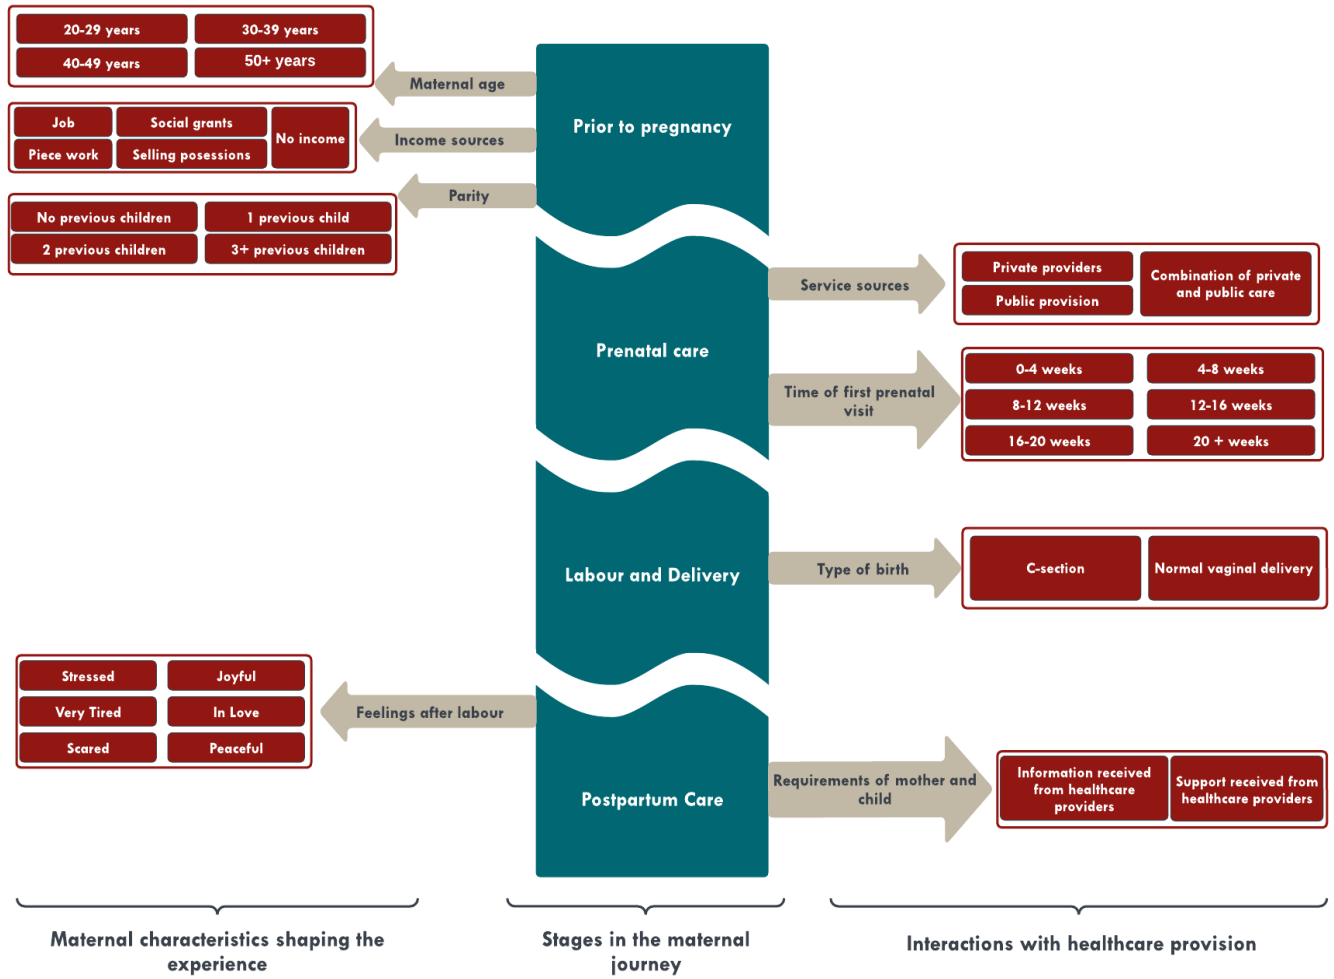 20-29 years
30-39 years
40-49 years
50+ years
Maternal age
Job
Social grants
No income
Piece work
Selling posessions
Income sources
Parity
No previous children
1 previous child
2 previous children
3+ previous children
Prior to pregnancy
Service sources
Private providers
Public provision
Combination of private
and public care
Prenatal care
Time of first prenatal
visit
0-4 weeks
4-8 weeks
8-12 weeks
12-16 weeks
16-20 weeks
20 + weeks
Labour and Delivery
Type of birth
C-section
Normal vaginal delivery
Stressed
Joyful
Very Tired
In Love
Scared
Peaceful
Feelings after labour
Postpartum Care
Requirements of mother and
child
Information received
from healthcare
providers
Support received from
healthcare providers
Maternal characteristics shaping the
experience
Stages in the maternal
journey
Interactions with healthcare provision